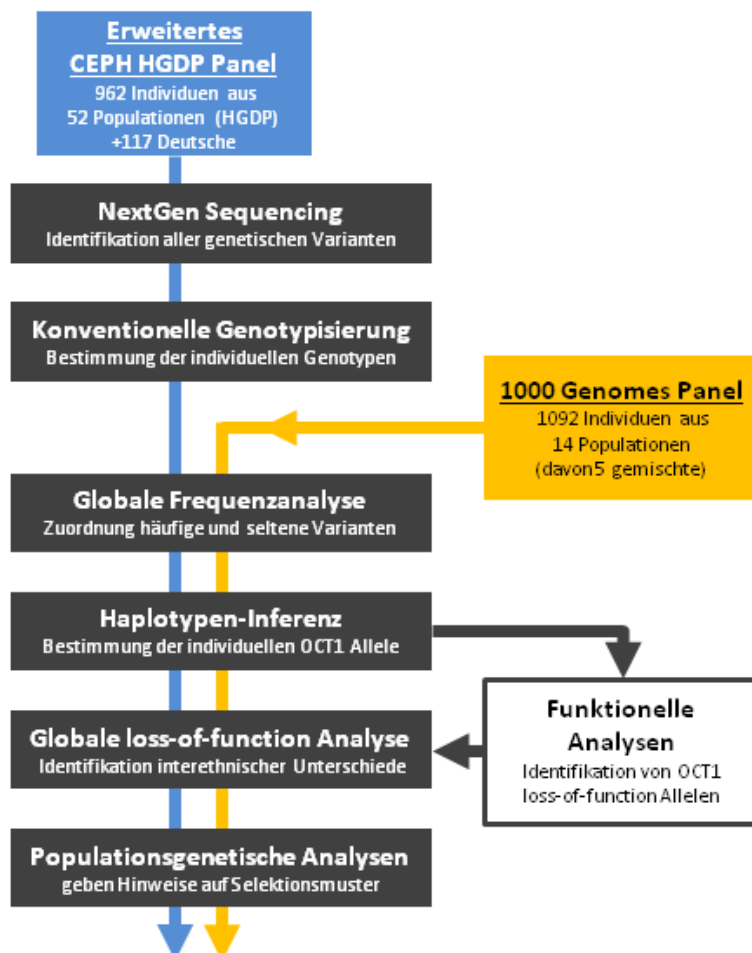 Erweitertes
CEPH HGDP Panel
962 Individuen aus
52 Populationen (HGDP)
+117 Deutsche
NextGen Sequencing
Identifikation aller genetischen Varianten
Konventionelle Genotypisierung
Bestimmung der individuellen Genotypen
1000 Genomes Panel
1092 Individuen aus
14 Populationen
(davon5 gemischte)
Globale Frequenzanalyse
Zuordnung häufige und seltene Varianten
Haplotypen-Inferenz
Bestimmung der individuellen OCT1 Allele
Funktionelle
Analysen
Identifikation von OCT1
loss-of-function Allelen
Globale loss-of-function Analyse
Identifikation interethnischer Unterschiede
Populationsgenetische Analysen
geben Hinweise auf Selektionsmuster